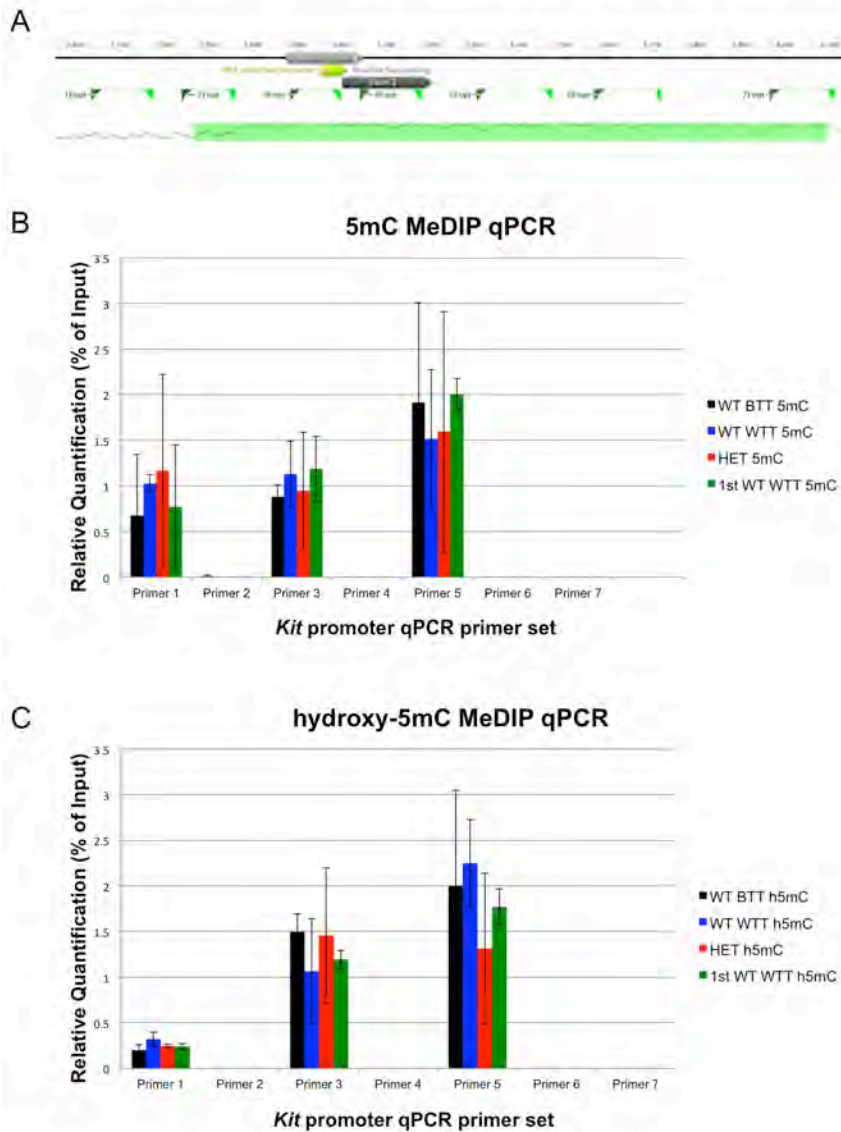 A
B
5mC MeDIP qPCR
Relative Quantification (% of Input)
3.5
3
2.5
2
1.5
1
0.5
0
Primer 1
Primer 2
Primer 3
Primer 4
Primer 5
Primer 6
Primer 7
Kit promoter qPCR primer set
WT BTT 5mC
WT WTT 5mC
HET 5mC
1st WT WTT 5mC
C
hydroxy-5mC MeDIP qPCR
Relative Quantification (% of Input)
3.5
3
2.5
2
1.5
1
0.5
0
Primer 1
Primer 2
Primer 3
Primer 4
Primer 5
Primer 6
Primer 7
Kit promoter qPCR primer set
WT BTT h5mC
WT WTT h5mC
HET h5mC
1st WT WTT h5mC